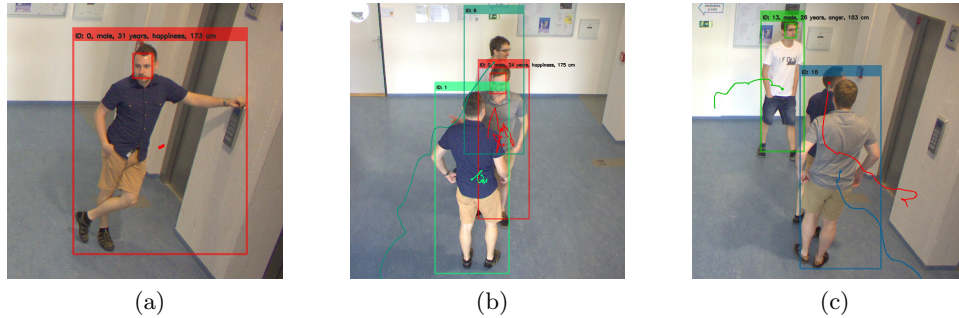 ID: 0, male, 31 years, happiness, 173 cm
ID: 6
ID: 0, male, 24 years, happiness, 175 cm
ID: 1
ID: 13, male, 26 years, anger, 183 cm
ID: 16
(a)
(b)
(c)